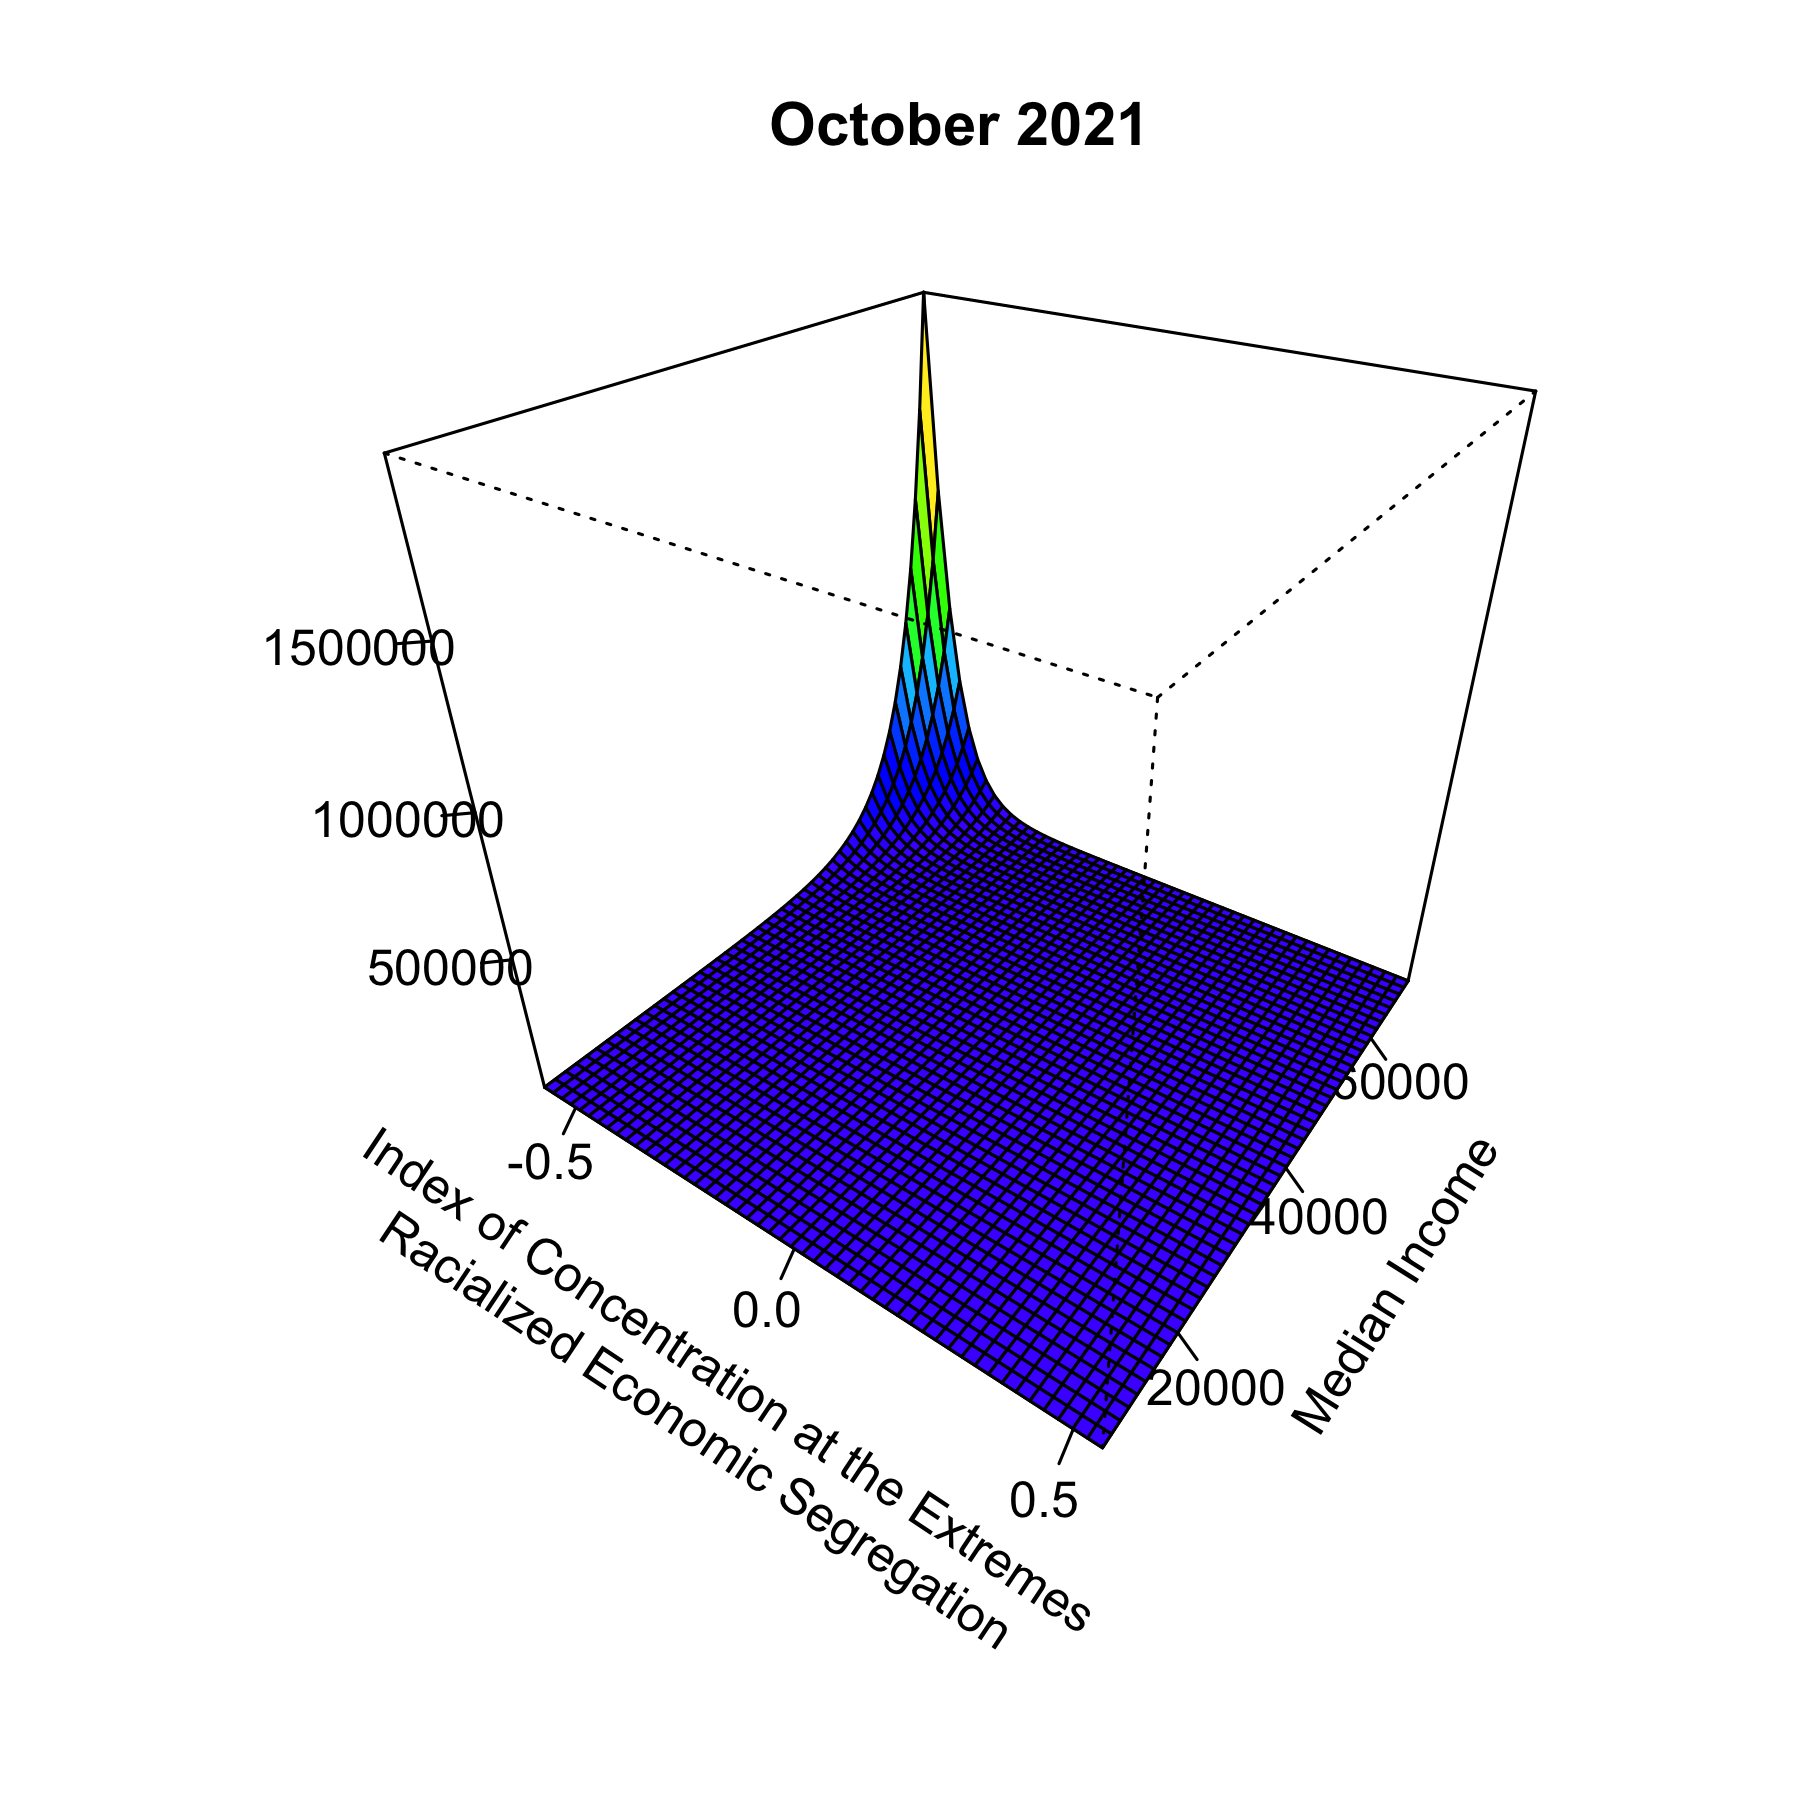 October 2021
1500000
1000000
500000
-0.5
0.0
0.5
Index of Concentration at the Extremes
Racialized Economic Segregation
20000
40000
Median Income